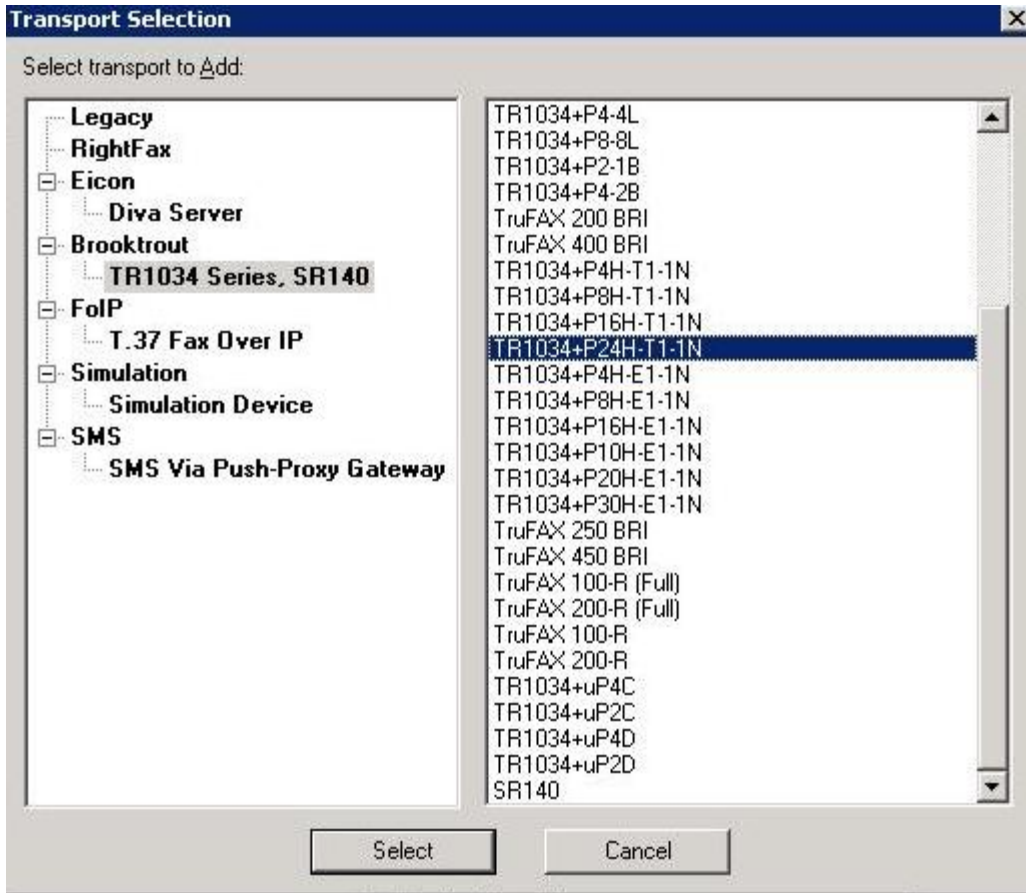 Transport Selection
Select transport to Add:
Legacy
RightFax
Eicon
Diva Server
Brooktrout
TR1034 Series, SR140
FoIP
T.37 Fax Over IP
Simulation
Simulation Device
SMS
SMS Via Push-Proxy Gateway
TR1034+P4-4L
TR1034+P8-8L
TR1034+P2-1B
TR1034+P4-2B
TruFAX 200 BRI
TruFAX 400 BRI
TR1034+P4H-T1-1N
TR1034+P8H-T1-1N
TR1034+P16H-T1-1N
TR1034+P24H-T1-1N
TR1034+P4H-E1-1N
TR1034+P8H-E1-1N
TR1034+P16H-E1-1N
TR1034+P10H-E1-1N
TR1034+P20H-E1-1N
TR1034+P30H-E1-1N
TruFAX 250 BRI
TruFAX 450 BRI
TruFAX 100-R (Full)
TruFAX 200-R (Full)
TruFAX 100-R
TruFAX 200-R
TR1034+uP4C
TR1034+uP2C
TR1034+uP4D
TR1034+uP2D
SR140
Select
Cancel